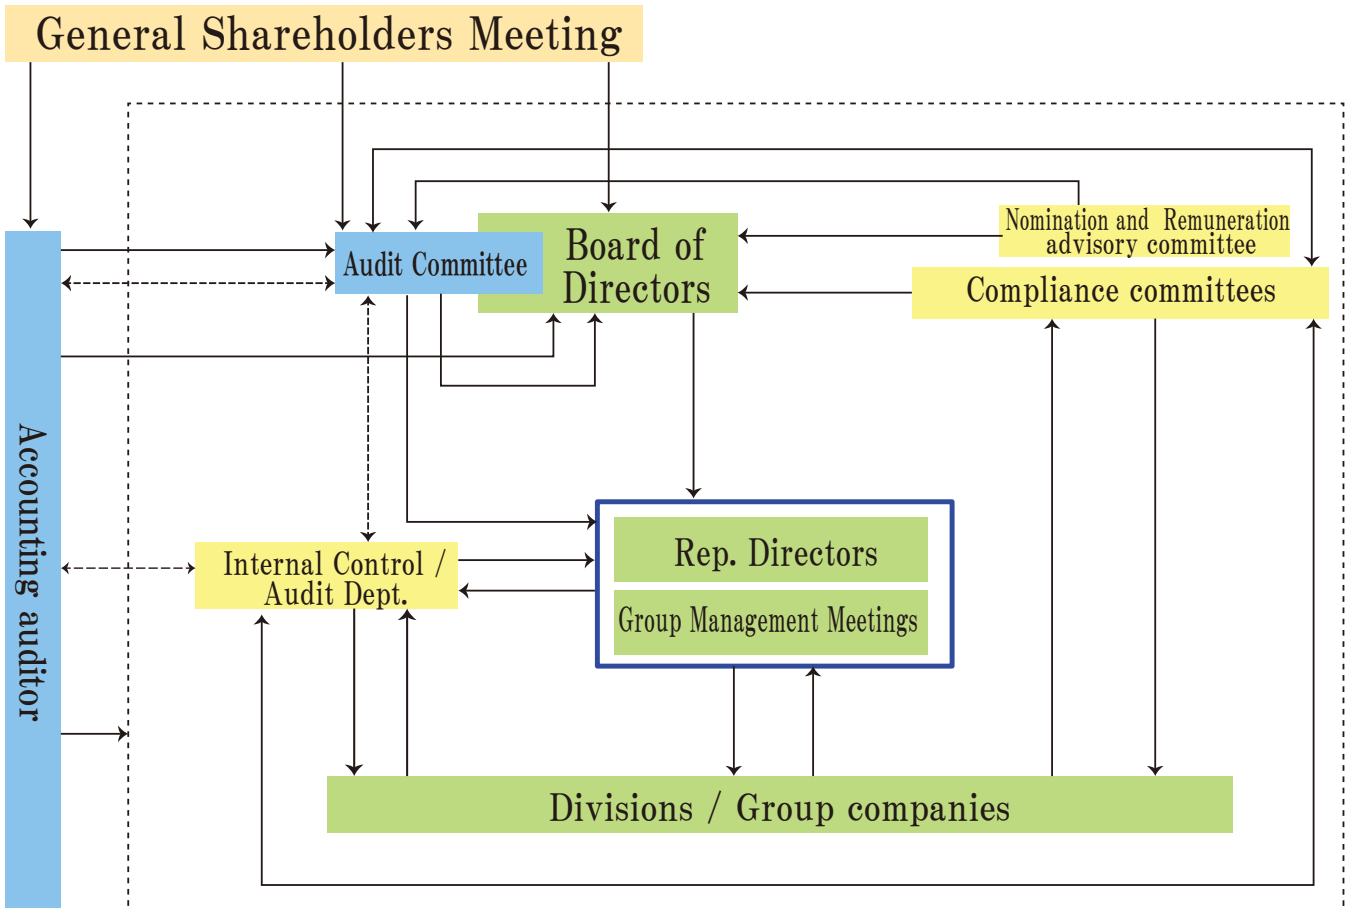 General Shareholders Meeting
Nomination and Remuneration
advisory committee
Board of
Directors
Audit Committee
Compliance committees
Accounting auditor
Rep. Directors
Internal Control /
Audit Dept.
Group Management Meetings
Divisions / Group companies